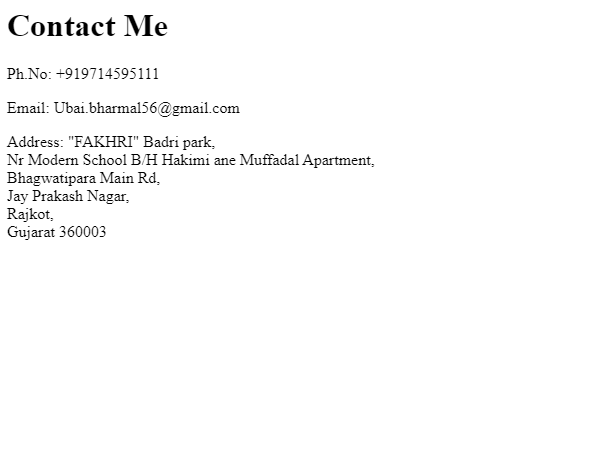 Contact Me
Ph.No: +919714595111
Email: Ubai.bharmal56@gmail.com
Address: "FAKHRI" Badri park,
Nr Modern School B/H Hakimi ane Muffadal Apartment,
Bhagwatipara Main Rd,
Jay Prakash Nagar,
Rajkot,
Gujarat 360003